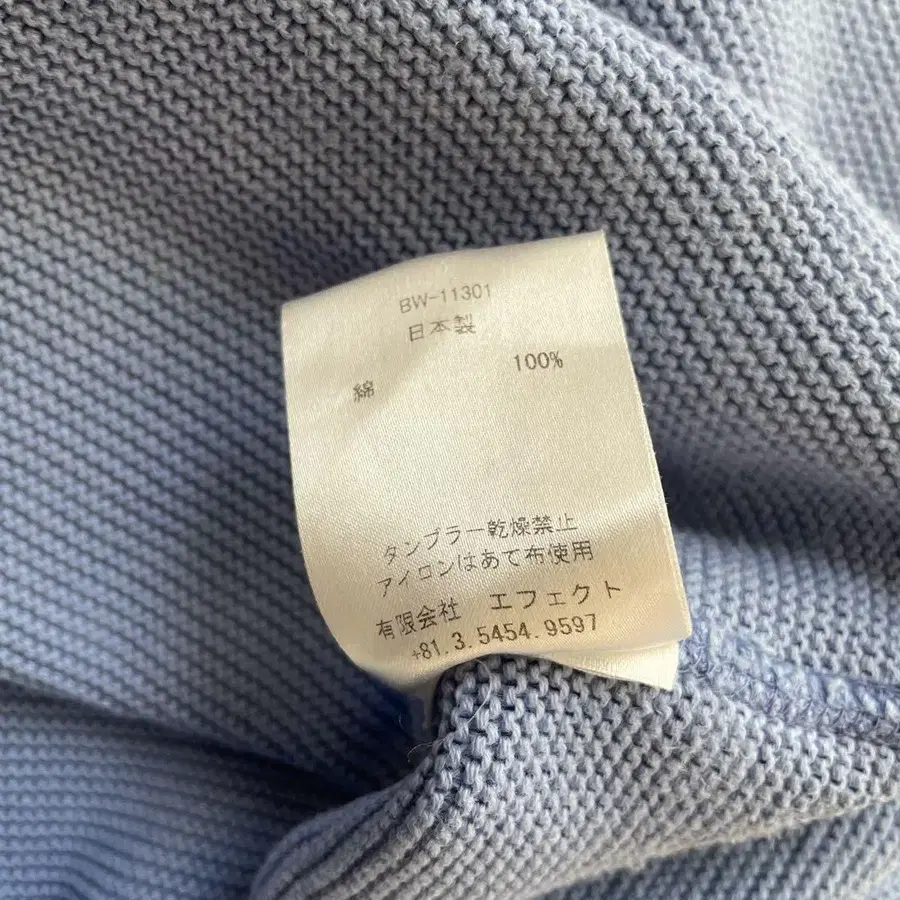 BW-11301
日本製
綿 100%
タンブラー乾燥禁止
アイロンはあて布使用
有限会社 エフェクト
+81.3.5454.9597